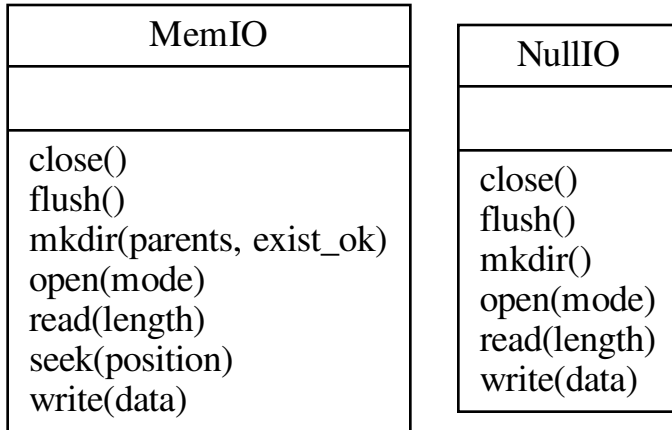 MemIO
close()
flush()
mkdir(parents, exist_ok)
open(mode)
read(length)
seek(position)
write(data)
NullIO
close()
flush()
mkdir()
open(mode)
read(length)
write(data)